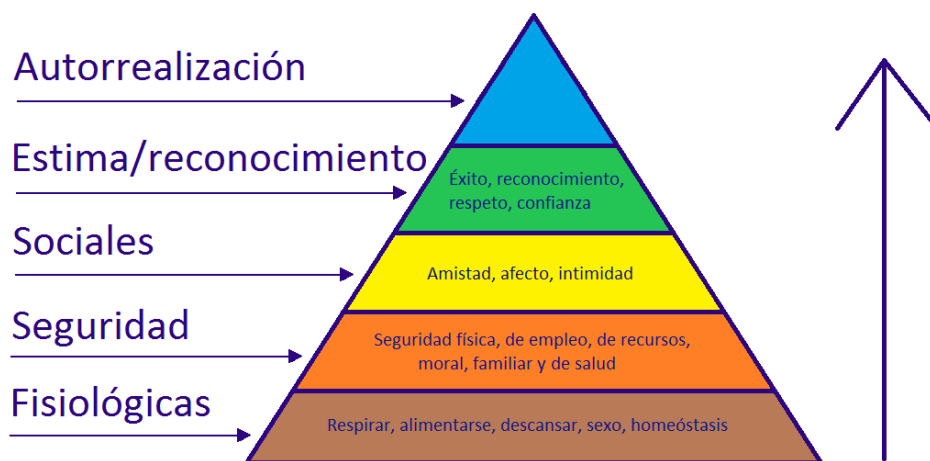 Autorrealización
Estima/reconocimiento
Éxito, reconocimiento,
respeto, confianza
Sociales
Amistad, afecto, intimidad
Seguridad
Seguridad física, de empleo, de recursos,
moral, familiar y de salud
Fisiológicas
Respirar, alimentarse, descansar, sexo, homeóstasis